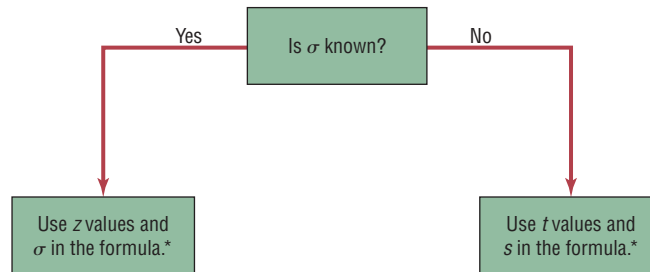 Is σ known?
Yes
No
Use z values and
σ in the formula.*
Use t values and
s in the formula.*